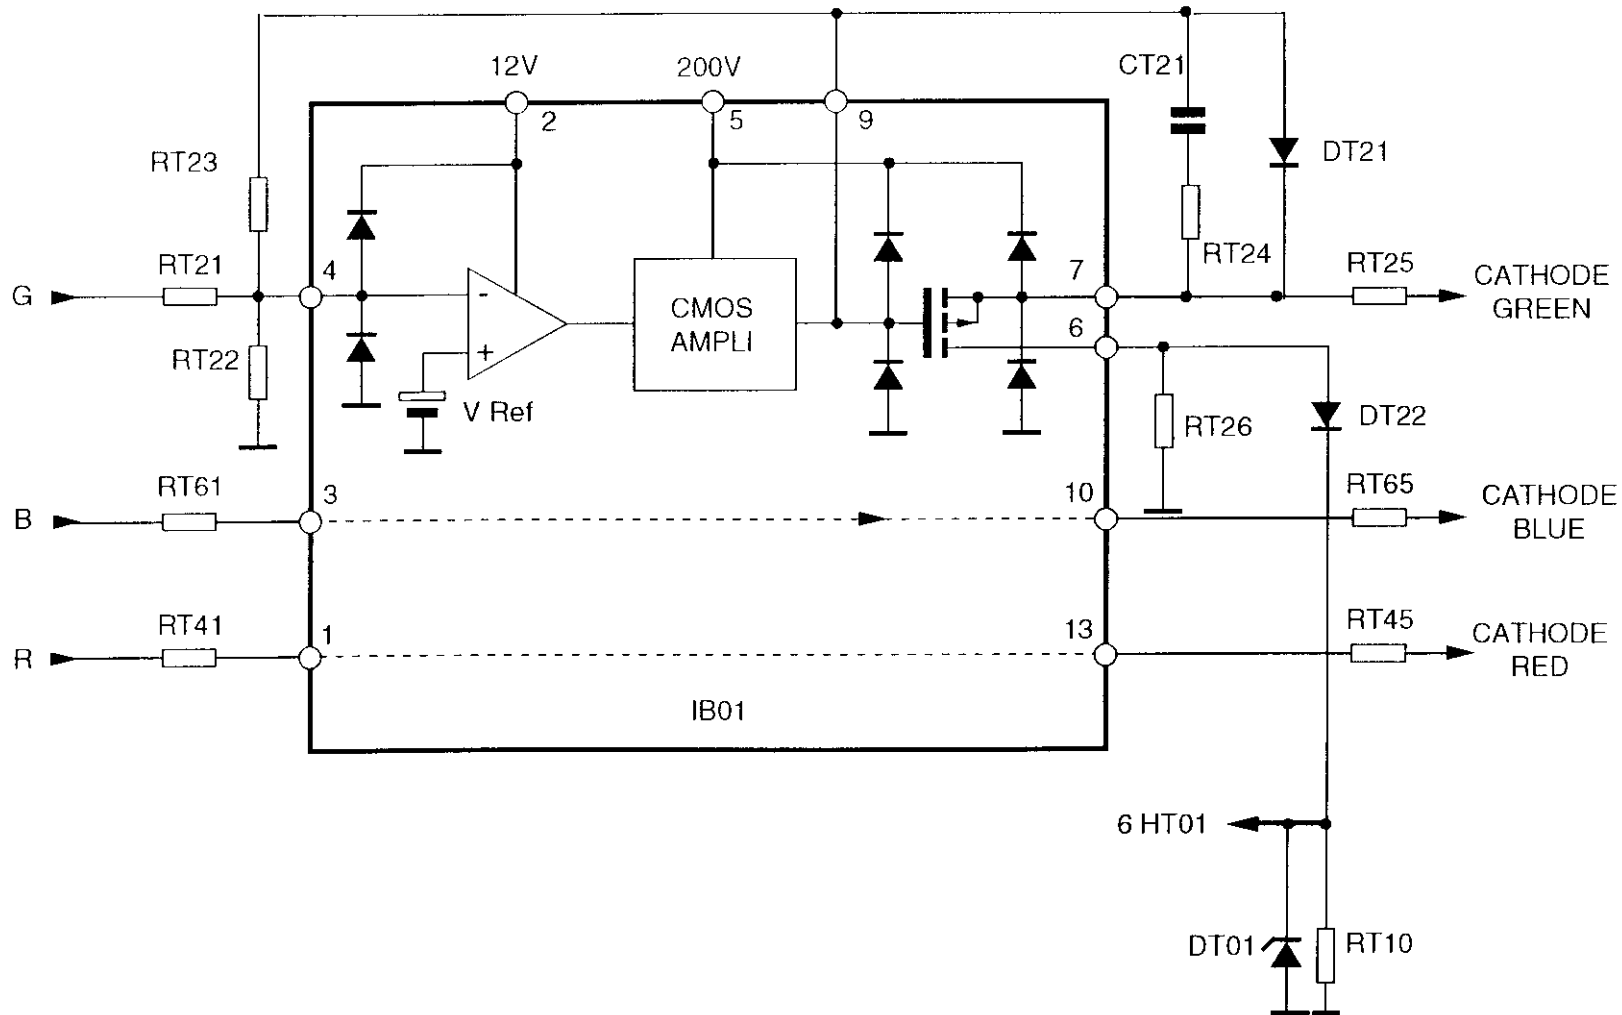 12V
200V
CT21
2
5
9
RT23
DT21
RT21
4
RT24
7
RT25
G
CATHODE
GREEN
-
CMOS
AMPLI
6
RT22
+
V Ref
RT26
DT22
RT61
3
10
RT65
B
CATHODE
BLUE
RT41
1
13
RT45
R
CATHODE
RED
IB01
6 HT01
DT01
RT10